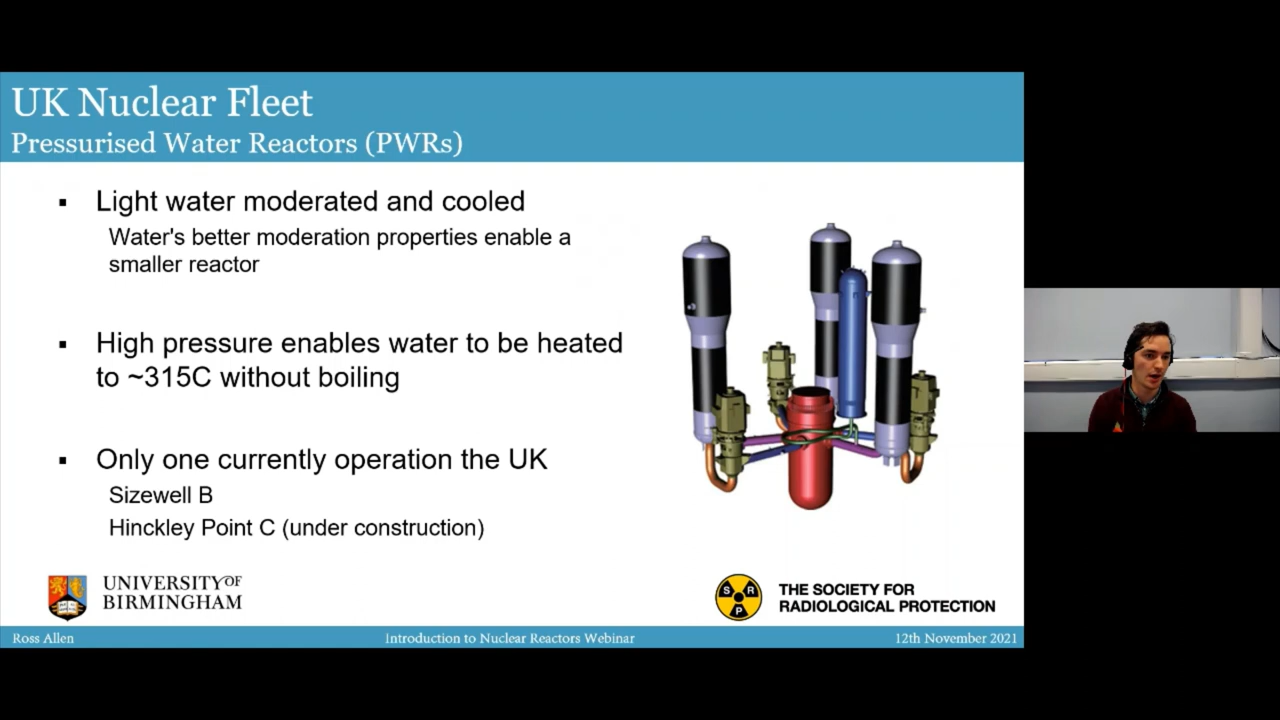 UK Nuclear Fleet
Pressurised Water Reactors (PWRs)
▪ Light water moderated and cooled
Water's better moderation properties enable a
smaller reactor
▪ High pressure enables water to be heated
to ~315C without boiling
▪ Only one currently operation the UK
Sizewell B
Hinckley Point C (under construction)
UNIVERSITY OF
BIRMINGHAM
S R
P
THE SOCIETY FOR
RADIOLOGICAL PROTECTION
Ross Allen
Introduction to Nuclear Reactors Webinar
12th November 2021